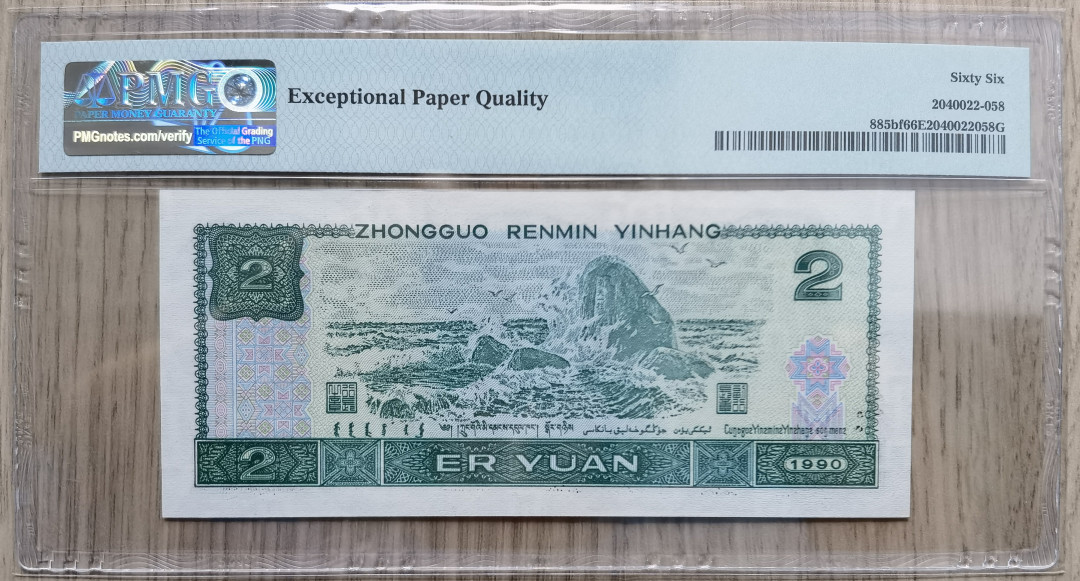 PMG
PAPER MONEY GUARANTY
PMGnotes.com/verify
The Official Grading
Service of the PNG
Exceptional Paper Quality
Sixty Six
2040022-058
885bf66E2040022058G
ZHONGGUO RENMIN YINHANG
2
2
2
ER YUAN
1990